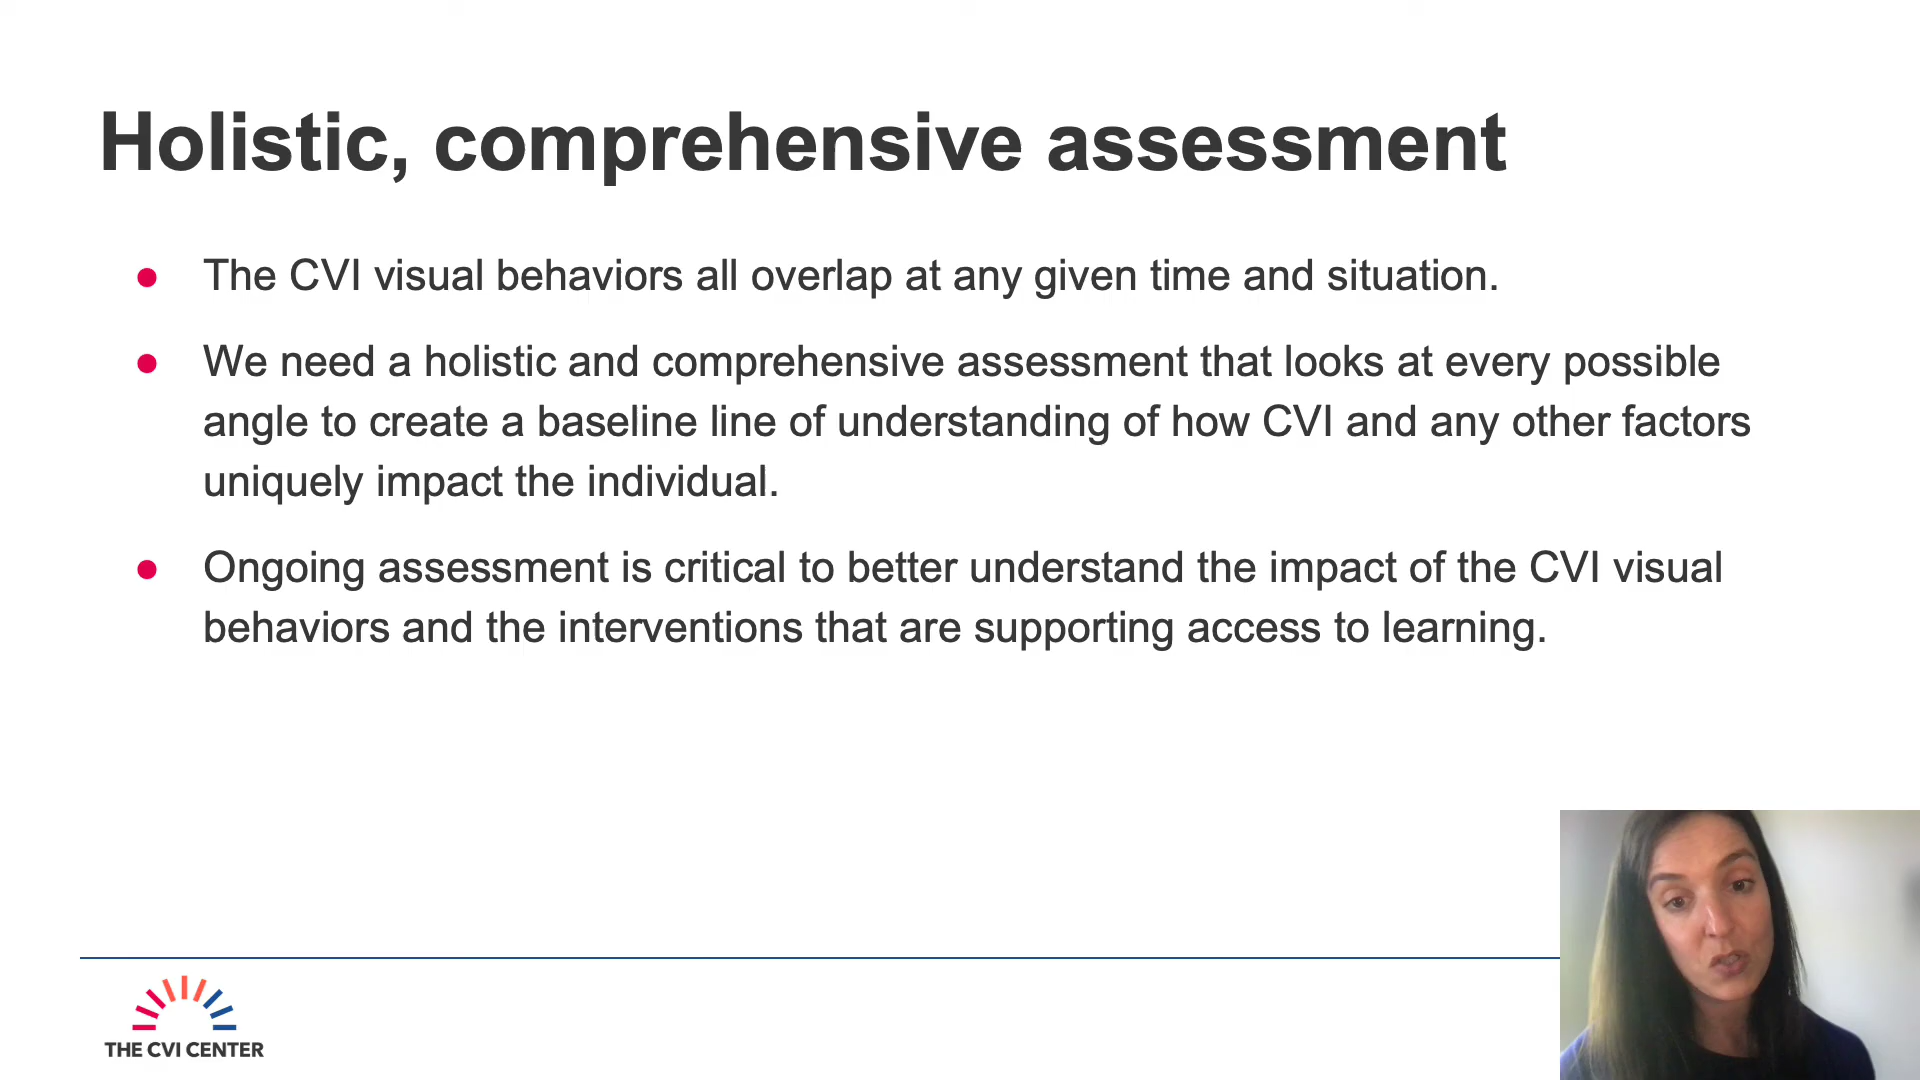 Holistic, comprehensive assessment
● The CVI visual behaviors all overlap at any given time and situation.
● We need a holistic and comprehensive assessment that looks at every possible
angle to create a baseline line of understanding of how CVI and any other factors
uniquely impact the individual.
● Ongoing assessment is critical to better understand the impact of the CVI visual
behaviors and the interventions that are supporting access to learning.
THE CVI CENTER